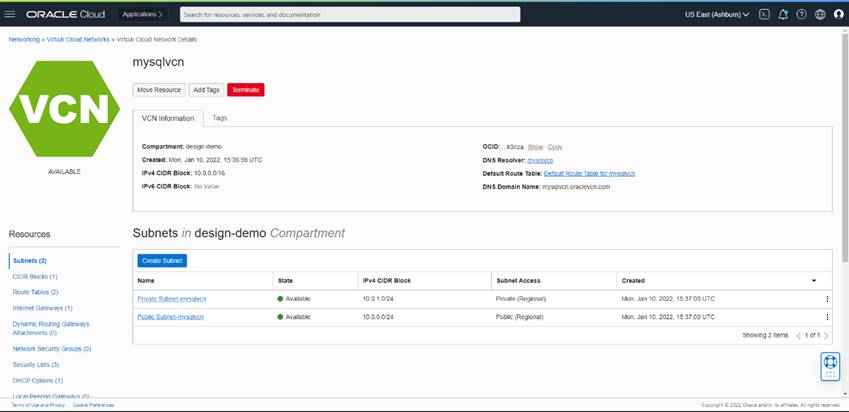 ORACLE Cloud
Applications >
Search for resources, services, and documentation
US East (Ashburn)
Networking » Virtual Cloud Networks » Virtual Cloud Network Details
VCN
AVAILABLE
mysqlvcn
Move Resource
Add Tags
Terminate
VCN Information
Tags
Compartment: design-demo
Created: Mon, Jan 10, 2022, 15:36:59 UTC
IPv4 CIDR Block: 10.0.0.0/16
IPv6 CIDR Block: No Value
OCID: ...k3irza Show Copy
DNS Resolver: mysqlvcn
Default Route Table: Default Route Table for mysqlvcn
DNS Domain Name: mysqlvcn.oraclevcn.com
Resources
Subnets (2)
CIDR Blocks (1)
Route Tables (2)
Internet Gateways (1)
Dynamic Routing Gateways
Attachments (0)
Network Security Groups (0)
Security Lists (3)
DHCP Options (1)
Local Peering Gateways (0)
Subnets in design-demo Compartment
Create Subnet
Name State IPv4 CIDR Block Subnet Access Created
Private Subnet-mysqlvcn Available 10.0.1.0/24 Private (Regional) Mon, Jan 10, 2022, 15:37:00 UTC
Public Subnet-mysqlvcn Available 10.0.0.0/24 Public (Regional) Mon, Jan 10, 2022, 15:37:00 UTC
Showing 2 Items < 1 of 1 >
Terms of Use and Privacy Cookie Preferences
Copyright © 2022, Oracle and/or its affiliates. All rights reserved.